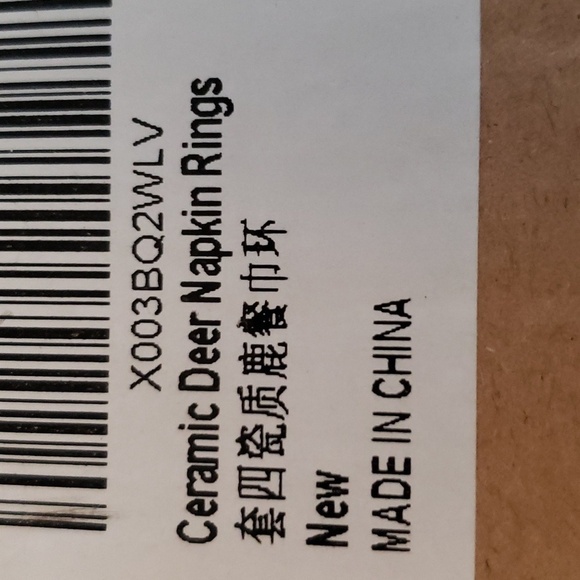 X003BQ2WLV
Ceramic Deer Napkin Rings
套四瓷质鹿餐巾环
New
MADE IN CHINA